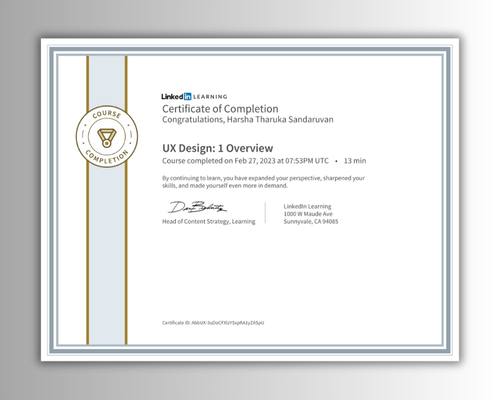 COURSE
COMPLETION
Linked in LEARNING
Certificate of Completion
Congratulations, Harsha Tharuka Sandaruvan
UX Design: 1 Overview
Course completed on Feb 27, 2023 at 07:53PM UTC • 13 min
By continuing to learn, you have expanded your perspective, sharpened your
skills, and made yourself even more in demand.
Head of Content Strategy, Learning
LinkedIn Learning
1000 W Maude Ave
Sunnyvale, CA 94085
Certificate ID: